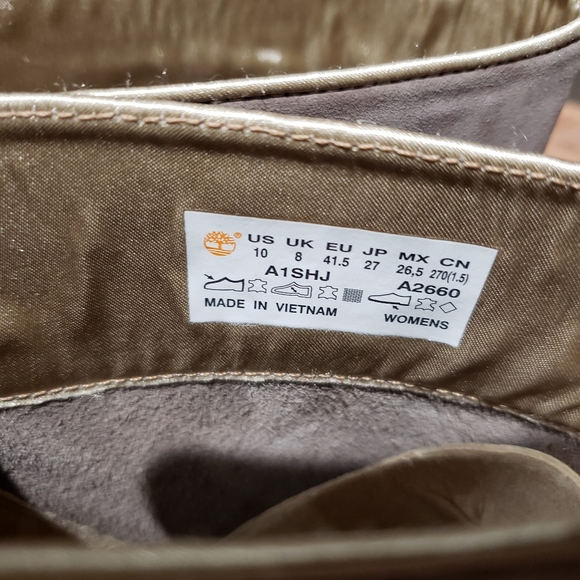 US UK EU JP MX CN
10 8 41.5 27 26,5 270(1.5)
A1SHJ A2660
MADE IN VIETNAM WOMENS